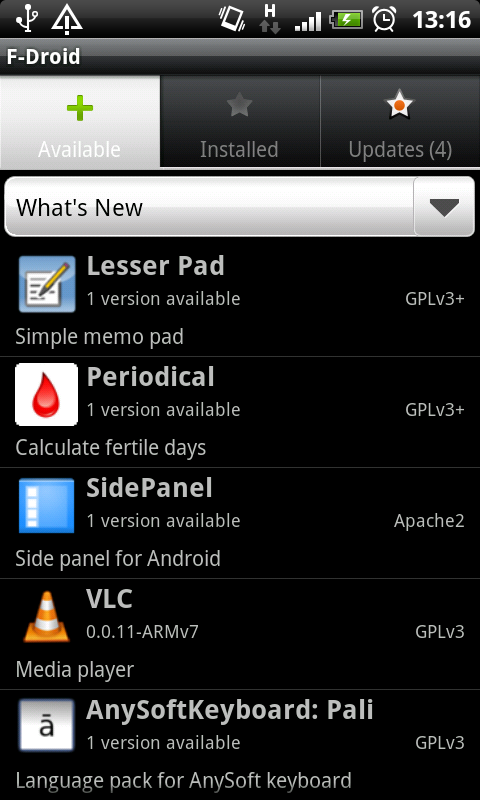 H
13:16
F-Droid
Available
Installed
Updates (4)
What's New
Lesser Pad
1 version available GPLv3+
Simple memo pad
Periodical
1 version available GPLv3+
Calculate fertile days
SidePanel
1 version available Apache2
Side panel for Android
VLC
0.0.11-ARMv7 GPLv3
Media player
ā
AnySoftKeyboard: Pali
1 version available GPLv3
Language pack for AnySoft keyboard